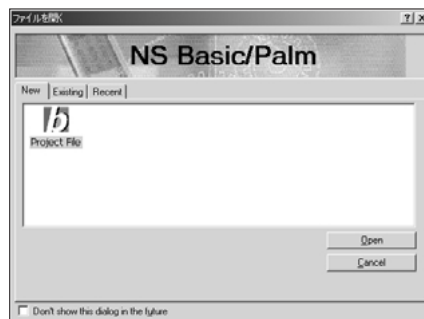 ファイルを開く
NS Basic/Palm
New Existing Recent
Project File
Open
Cancel
Don't show this dialog in the future